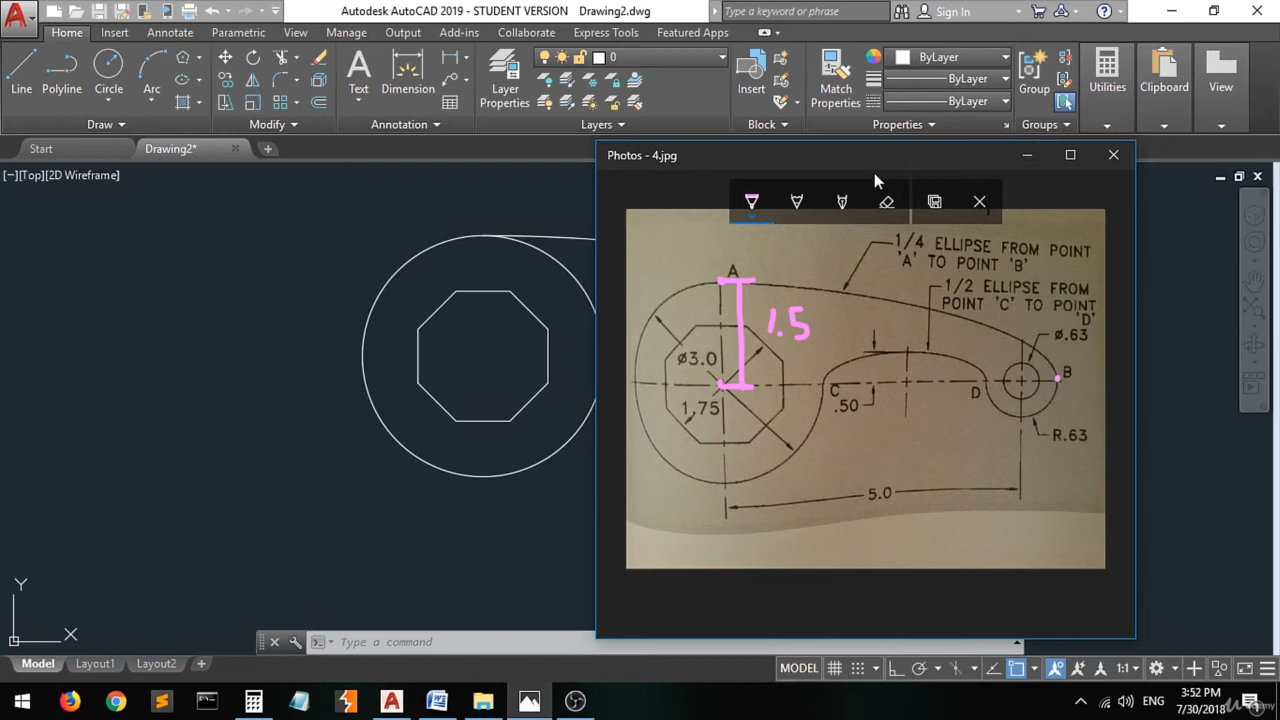 Autodesk AutoCAD 2019 - STUDENT VERSION Drawing2.dwg
Type a keyword or phrase
Sign In
Home Insert Annotate Parametric View Manage Output Add-ins Collaborate Express Tools Featured Apps
Line Polyline Circle Arc
Text Dimension
Layer Properties
0
Insert
Match Properties
ByLayer
ByLayer
ByLayer
Group
Utilities
Clipboard
View
Draw Modify Annotation Layers Block Properties Groups
Start Drawing2*
[−][Top][2D Wireframe]
Photos - 4.jpg
1/4 ELLIPSE FROM POINT
'A' TO POINT 'B'
A
1/2 ELLIPSE FROM
POINT 'C' TO POINT
'D'
1.5
ø.63
ø3.0
B
C
D
1.75
.50
R.63
5.0
Y
X
Type a command
Model Layout1 Layout2 +
MODEL
1:1
ENG
3:52 PM
7/30/2018
Udemy